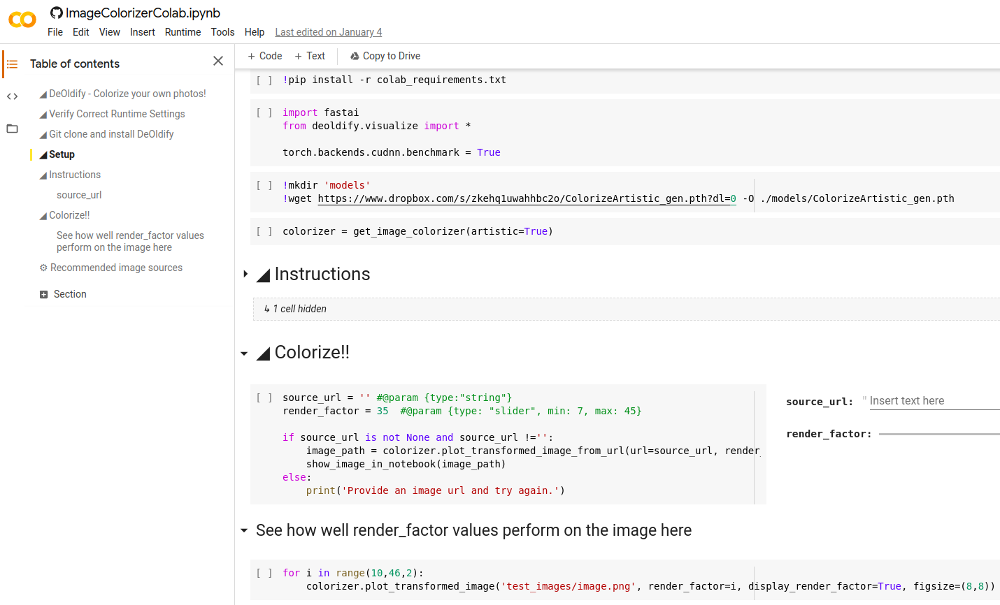 ImageColorizerColab.ipynb
File Edit View Insert Runtime Tools Help Last edited on January 4
Table of contents
◢ DeOldify - Colorize your own photos!
◢ Verify Correct Runtime Settings
◢ Git clone and install DeOldify
◢ Setup
◢ Instructions
source_url
◢ Colorize!!
See how well render_factor values
perform on the image here
⚙ Recommended image sources
Section
+ Code + Text Copy to Drive
[ ] !pip install -r colab_requirements.txt
[ ] import fastai
from deoldify.visualize import *
torch.backends.cudnn.benchmark = True
[ ] !mkdir 'models'
!wget https://www.dropbox.com/s/zkehq1uwahhbc2o/ColorizeArtistic_gen.pth?dl=0 -O ./models/ColorizeArtistic_gen.pth
[ ] colorizer = get_image_colorizer(artistic=True)
◢ Instructions
↳ 1 cell hidden
◢ Colorize!!
[ ] source_url = '' #@param {type:"string"}
render_factor = 35  #@param {type: "slider", min: 7, max: 45}
if source_url is not None and source_url !='':
image_path = colorizer.plot_transformed_image_from_url(url=source_url, render_
show_image_in_notebook(image_path)
else:
print('Provide an image url and try again.')
source_url: " Insert text here
render_factor:
See how well render_factor values perform on the image here
[ ] for i in range(10,46,2):
colorizer.plot_transformed_image('test_images/image.png', render_factor=i, display_render_factor=True, figsize=(8,8))